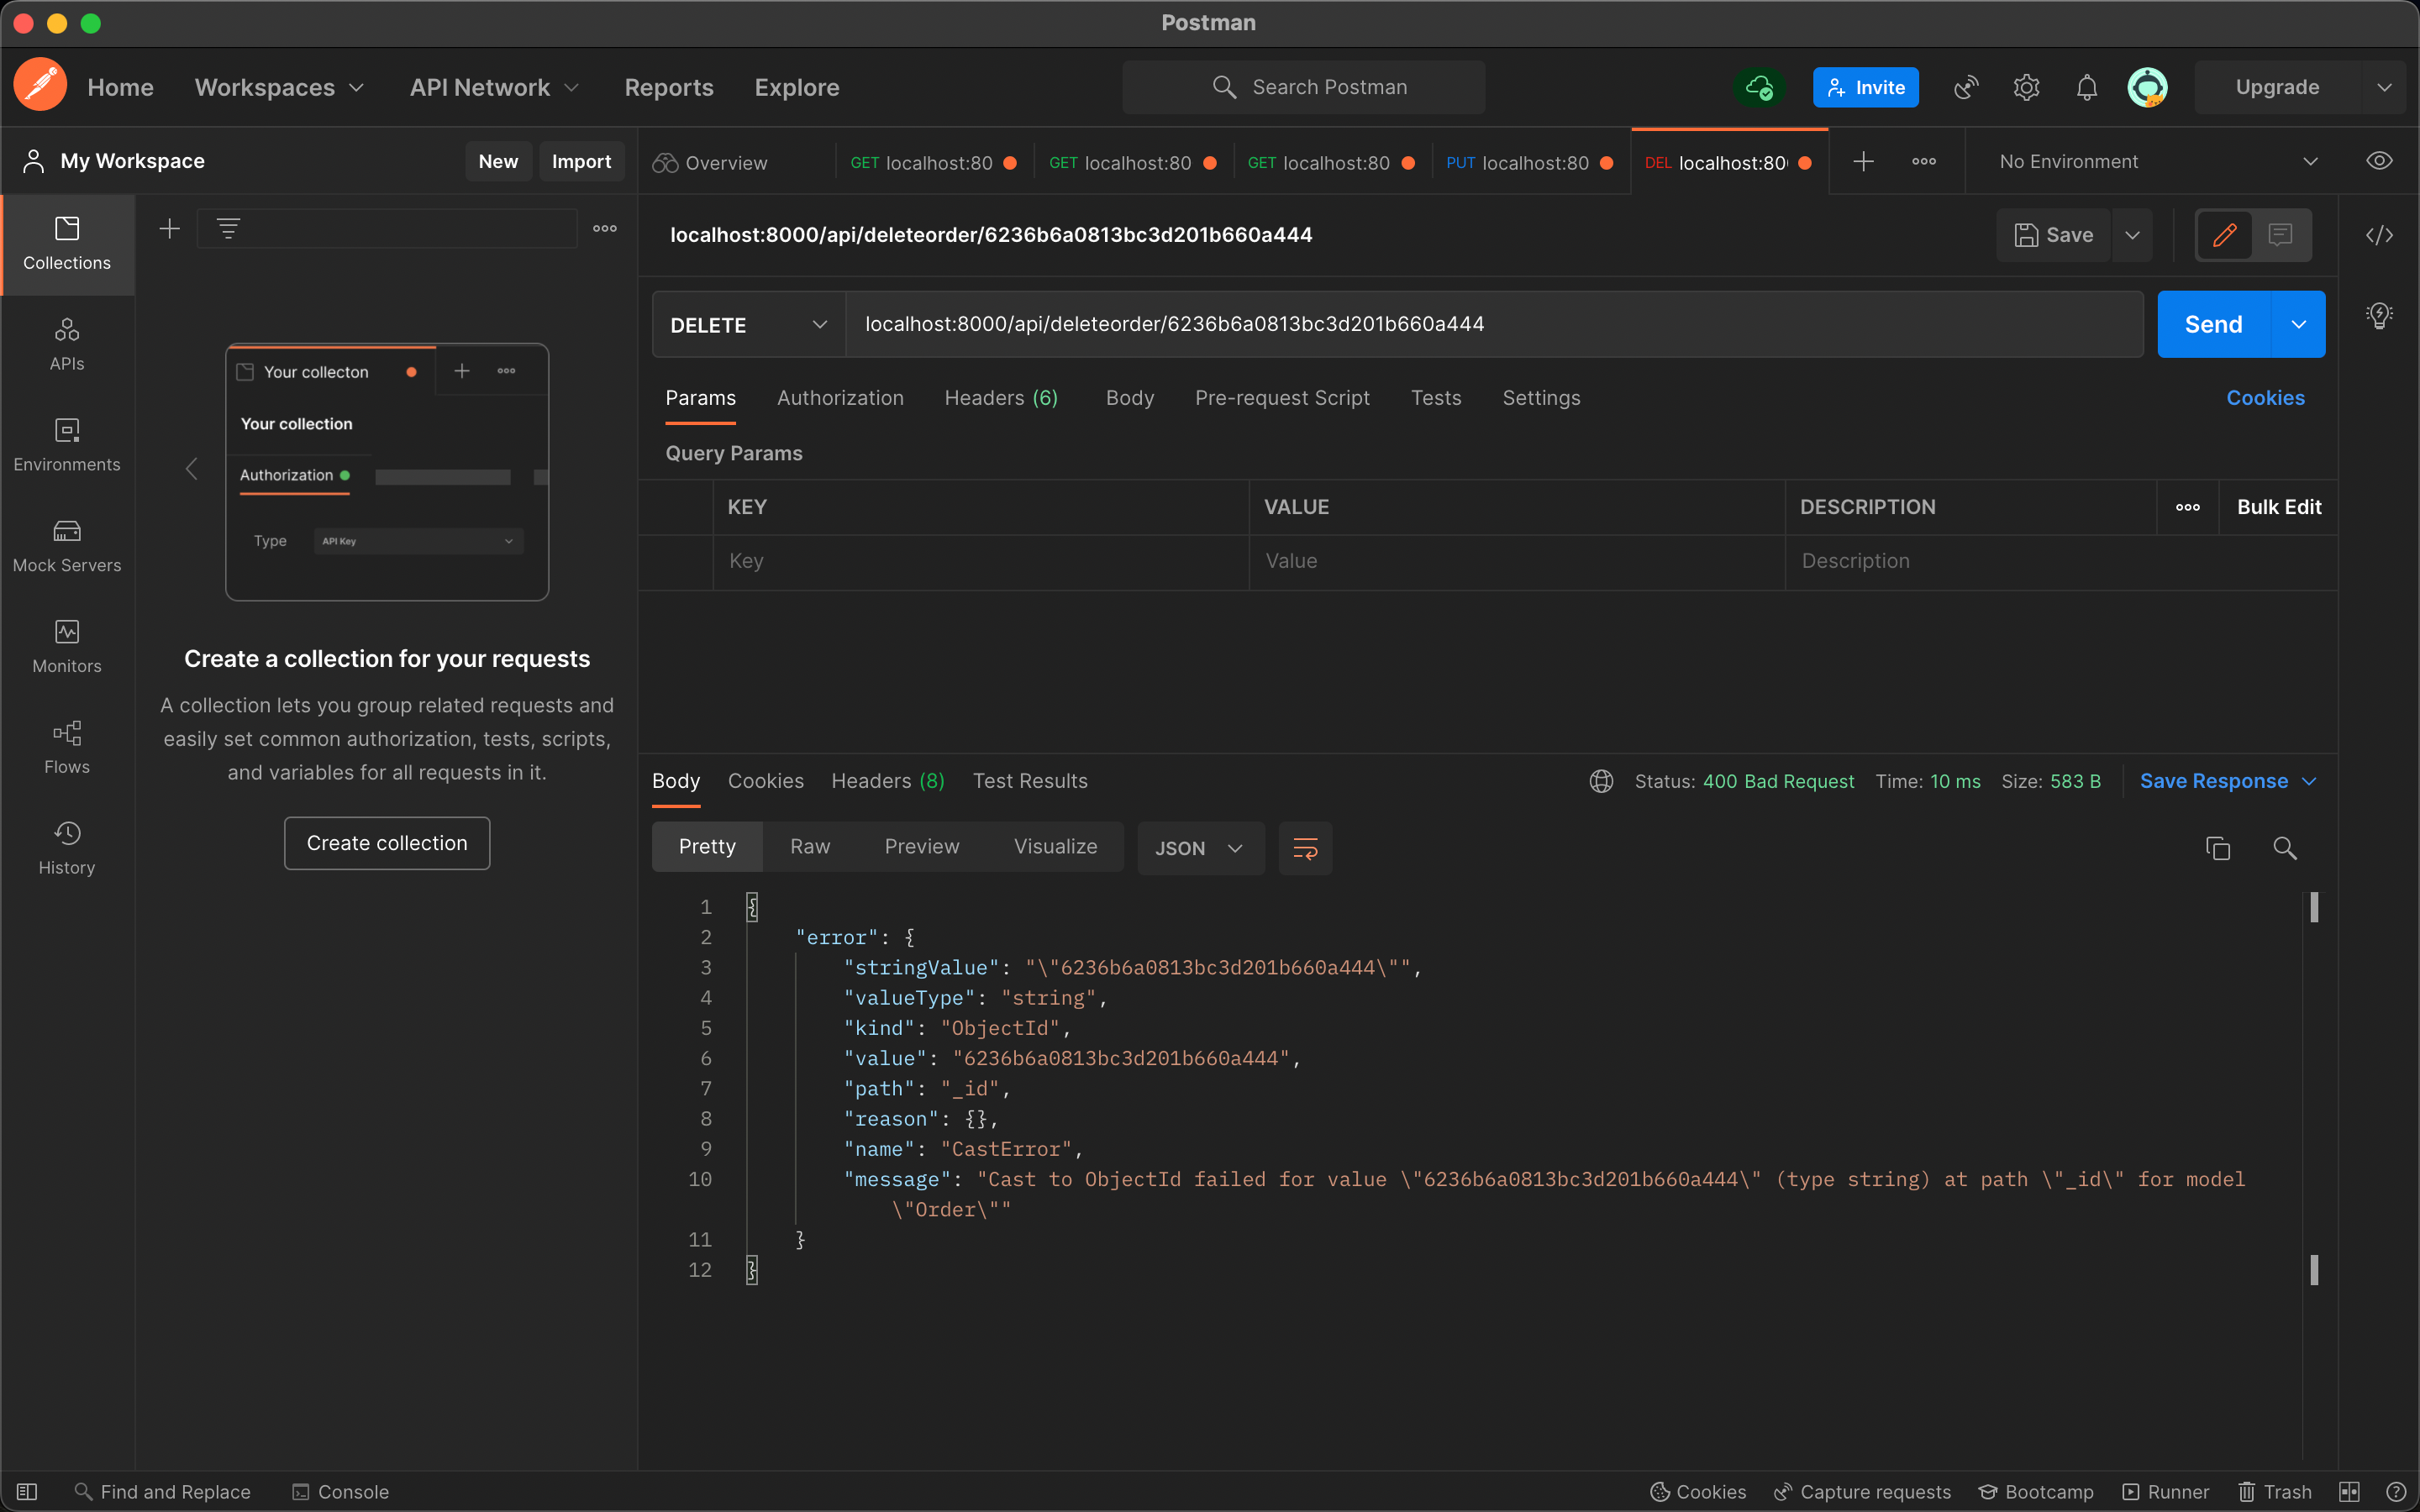 Postman
Home Workspaces API Network Reports Explore Search Postman Invite Upgrade
My Workspace New Import
Overview GET localhost:80 GET localhost:80 GET localhost:80 PUT localhost:80 DEL localhost:80 No Environment
Collections
APIs
Environments
Mock Servers
Monitors
Flows
History
Your collecton
Your collection
Authorization
Type API Key
Create a collection for your requests
A collection lets you group related requests and
easily set common authorization, tests, scripts,
and variables for all requests in it.
Create collection
localhost:8000/api/deleteorder/6236b6a0813bc3d201b660a444 Save
DELETE localhost:8000/api/deleteorder/6236b6a0813bc3d201b660a444 Send
Params Authorization Headers (6) Body Pre-request Script Tests Settings Cookies
Query Params
KEY VALUE DESCRIPTION Bulk Edit
Key Value Description
Body Cookies Headers (8) Test Results Status: 400 Bad Request Time: 10 ms Size: 583 B Save Response
Pretty Raw Preview Visualize JSON
1 {
2 "error": {
3 "stringValue": "\"6236b6a0813bc3d201b660a444\"",
4 "valueType": "string",
5 "kind": "ObjectId",
6 "value": "6236b6a0813bc3d201b660a444",
7 "path": "_id",
8 "reason": {},
9 "name": "CastError",
10 "message": "Cast to ObjectId failed for value \"6236b6a0813bc3d201b660a444\" (type string) at path \"_id\" for model
\"Order\""
11 }
12 }
Find and Replace Console Cookies Capture requests Bootcamp Runner Trash